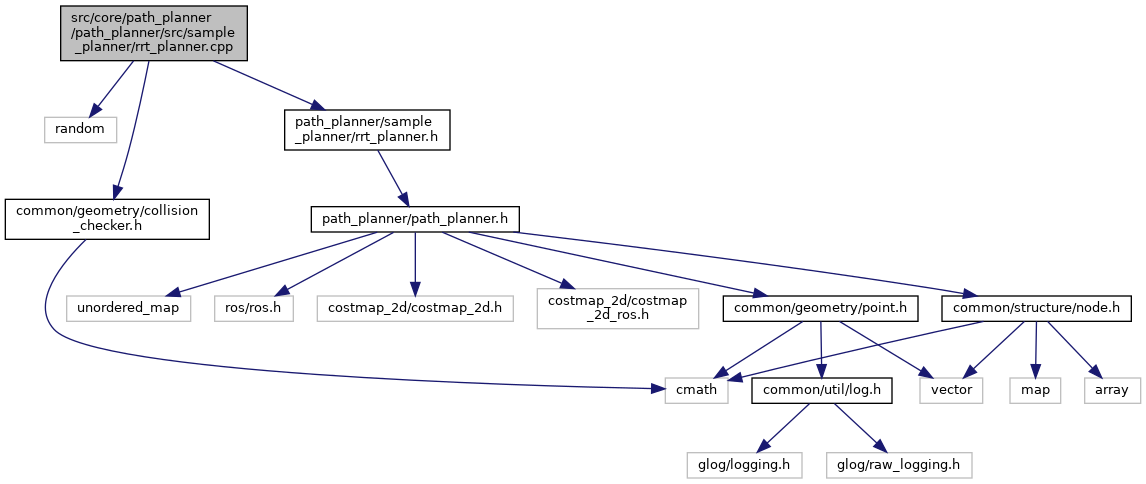 src/core/path_planner
/path_planner/src/sample
_planner/rrt_planner.cpp
random
path_planner/sample
_planner/rrt_planner.h
common/geometry/collision
_checker.h
path_planner/path_planner.h
unordered_map
ros/ros.h
costmap_2d/costmap_2d.h
costmap_2d/costmap
_2d_ros.h
common/geometry/point.h
common/structure/node.h
cmath
common/util/log.h
vector
map
array
glog/logging.h
glog/raw_logging.h